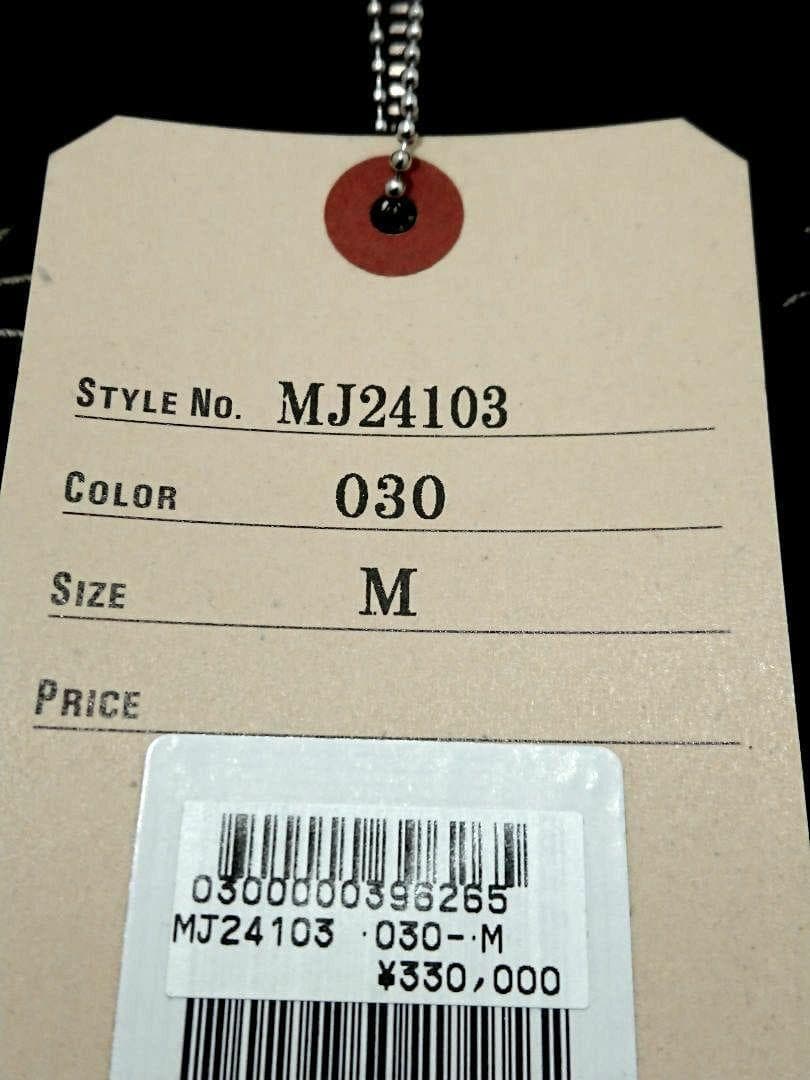 STYLE No. MJ24103
COLOR 030
SIZE M
PRICE
0300000396265
MJ24103 ·030-·M
¥330,000